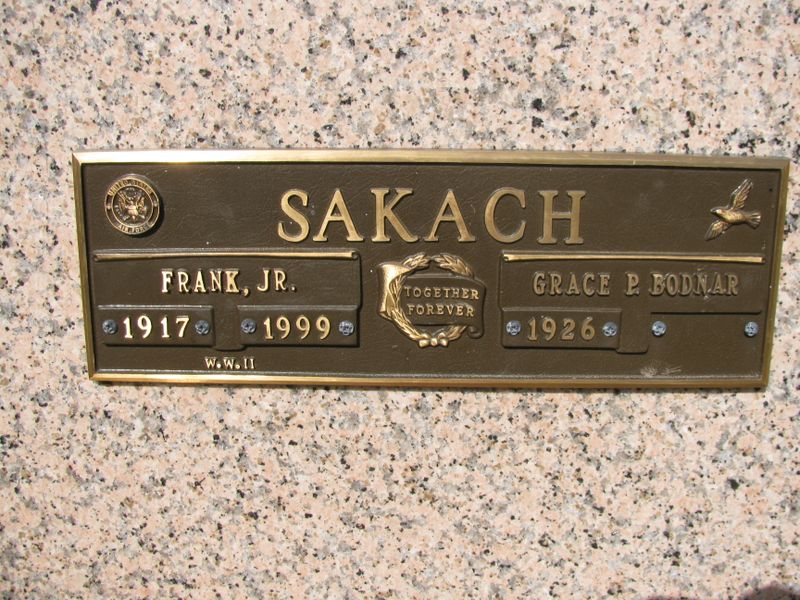 SAKACH
FRANK, JR.
1917 1999
W.W.II
TOGETHER
FOREVER
GRACE P. BODNAR
1926